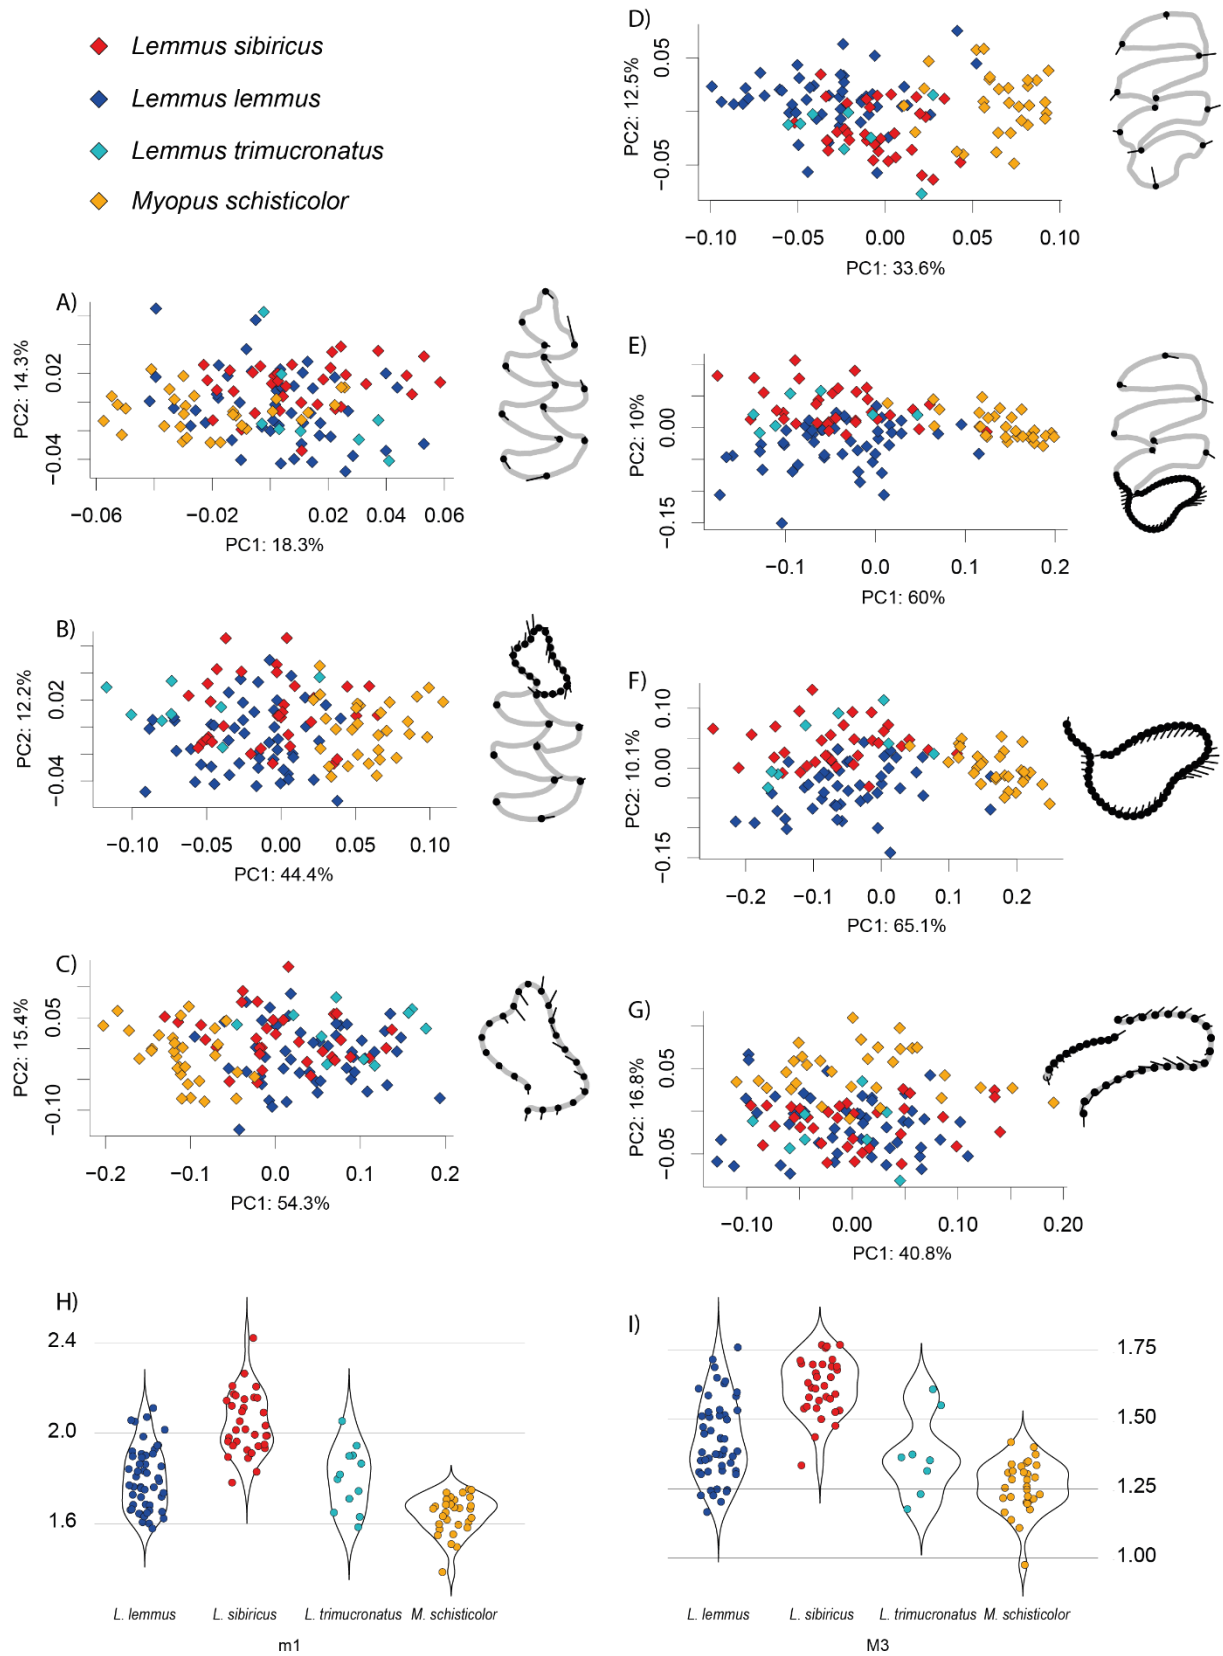 Lemmus sibiricus
Lemmus lemmus
Lemmus trimucronatus
Myopus schisticolor
A)
PC2: 14.3%
0.02
−0.04
−0.06
−0.02
0.02
0.04
0.06
PC1: 18.3%
B)
PC2: 12.2%
0.02
−0.04
−0.10
−0.05
0.00
0.05
0.10
PC1: 44.4%
C)
PC2: 15.4%
0.05
−0.10
−0.2
−0.1
0.0
0.1
0.2
PC1: 54.3%
D)
PC2: 12.5%
0.05
−0.05
−0.10
−0.05
0.00
0.05
0.10
PC1: 33.6%
E)
PC2: 10%
0.00
−0.15
−0.1
0.0
0.1
0.2
PC1: 60%
F)
PC2: 10.1%
0.10
0.00
−0.15
−0.2
−0.1
0.0
0.1
0.2
PC1: 65.1%
G)
PC2: 16.8%
0.05
−0.05
−0.10
0.00
0.10
0.20
PC1: 40.8%
H)
2.4
2.0
1.6
L. lemmus
L. sibiricus
L. trimucronatus
M. schisticolor
m1
I)
1.75
1.50
1.25
1.00
L. lemmus
L. sibiricus
L. trimucronatus
M. schisticolor
M3